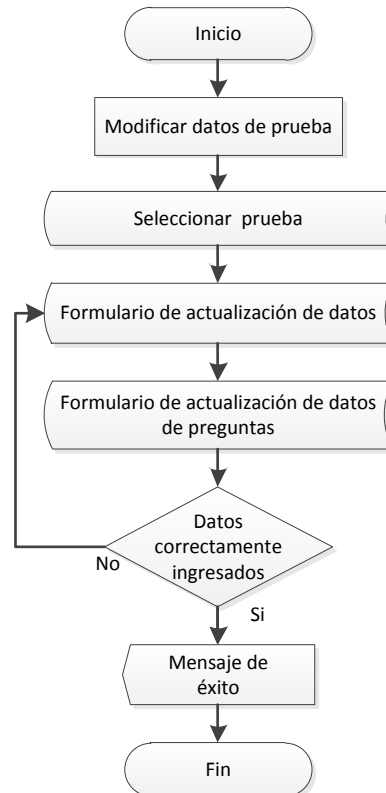 Inicio
Modificar datos de prueba
Seleccionar prueba
Formulario de actualización de datos
Formulario de actualización de datos
de preguntas
Datos
correctamente
ingresados
No
Si
Mensaje de
éxito
Fin